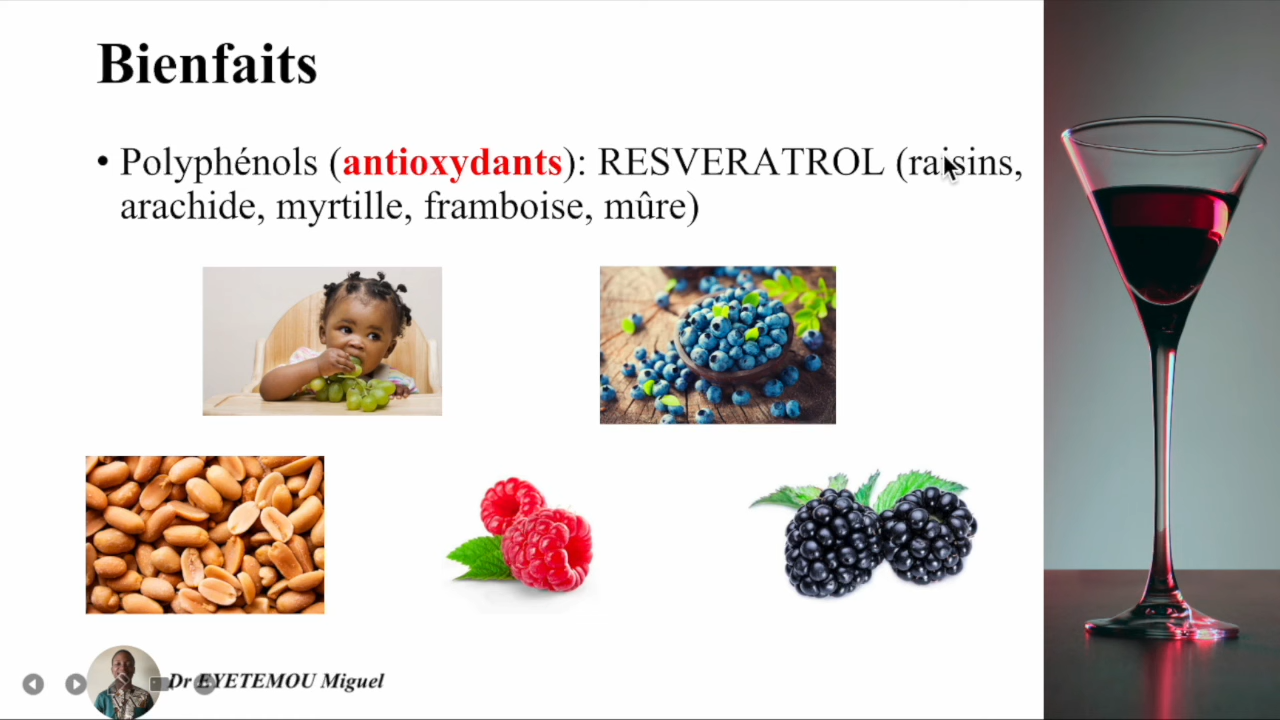 Bienfaits
• Polyphénols (antioxydants): RESVERATROL (raisins,
arachide, myrtille, framboise, mûre)
Dr EYETEMOU Miguel